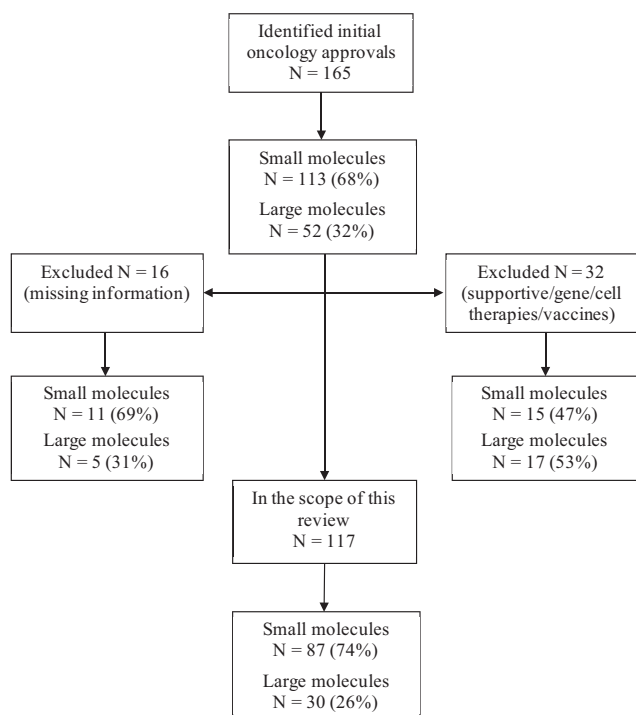 Identified initial
oncology approvals
N = 165
Small molecules
N = 113 (68%)
Large molecules
N = 52 (32%)
Excluded N = 16
(missing information)
Excluded N = 32
(supportive/gene/cell
therapies/vaccines)
Small molecules
N = 11 (69%)
Large molecules
N = 5 (31%)
Small molecules
N = 15 (47%)
Large molecules
N = 17 (53%)
In the scope of this
review
N = 117
Small molecules
N = 87 (74%)
Large molecules
N = 30 (26%)